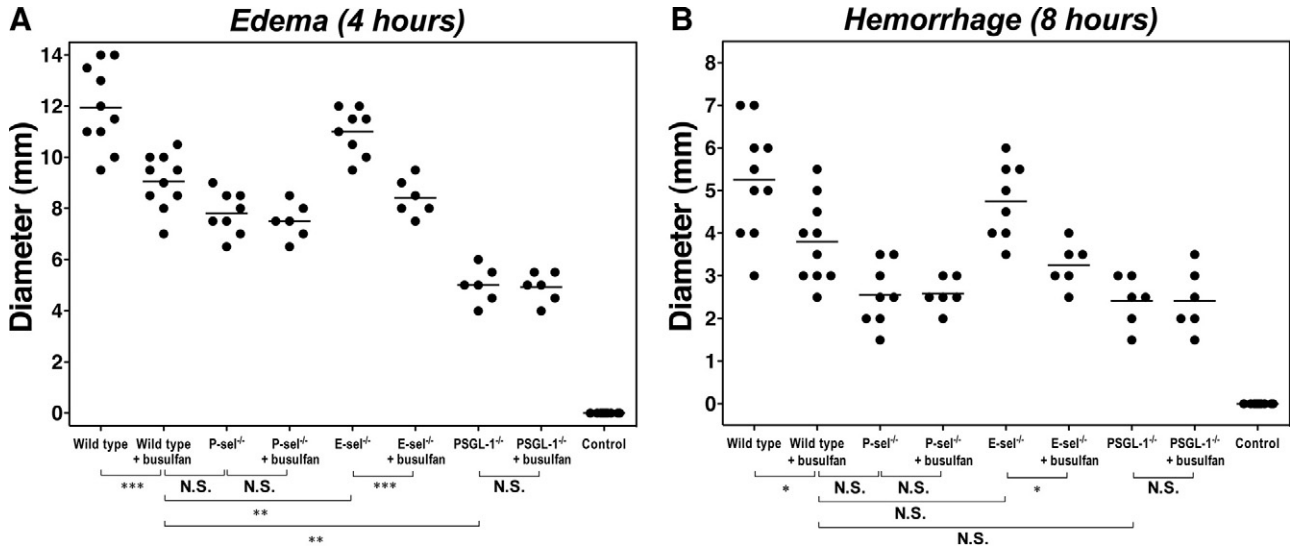 A
Edema (4 hours)
Diameter (mm)
14
12
10
8
6
4
2
0
Wild type
Wild type + busulfan
P-sel⁻/⁻
P-sel⁻/⁻ + busulfan
E-sel⁻/⁻
E-sel⁻/⁻ + busulfan
PSGL-1⁻/⁻
PSGL-1⁻/⁻ + busulfan
Control
*** N.S. N.S. *** N.S.
**
**
B
Hemorrhage (8 hours)
Diameter (mm)
8
7
6
5
4
3
2
1
0
Wild type
Wild type + busulfan
P-sel⁻/⁻
P-sel⁻/⁻ + busulfan
E-sel⁻/⁻
E-sel⁻/⁻ + busulfan
PSGL-1⁻/⁻
PSGL-1⁻/⁻ + busulfan
Control
* N.S. N.S. * N.S.
N.S.
N.S.